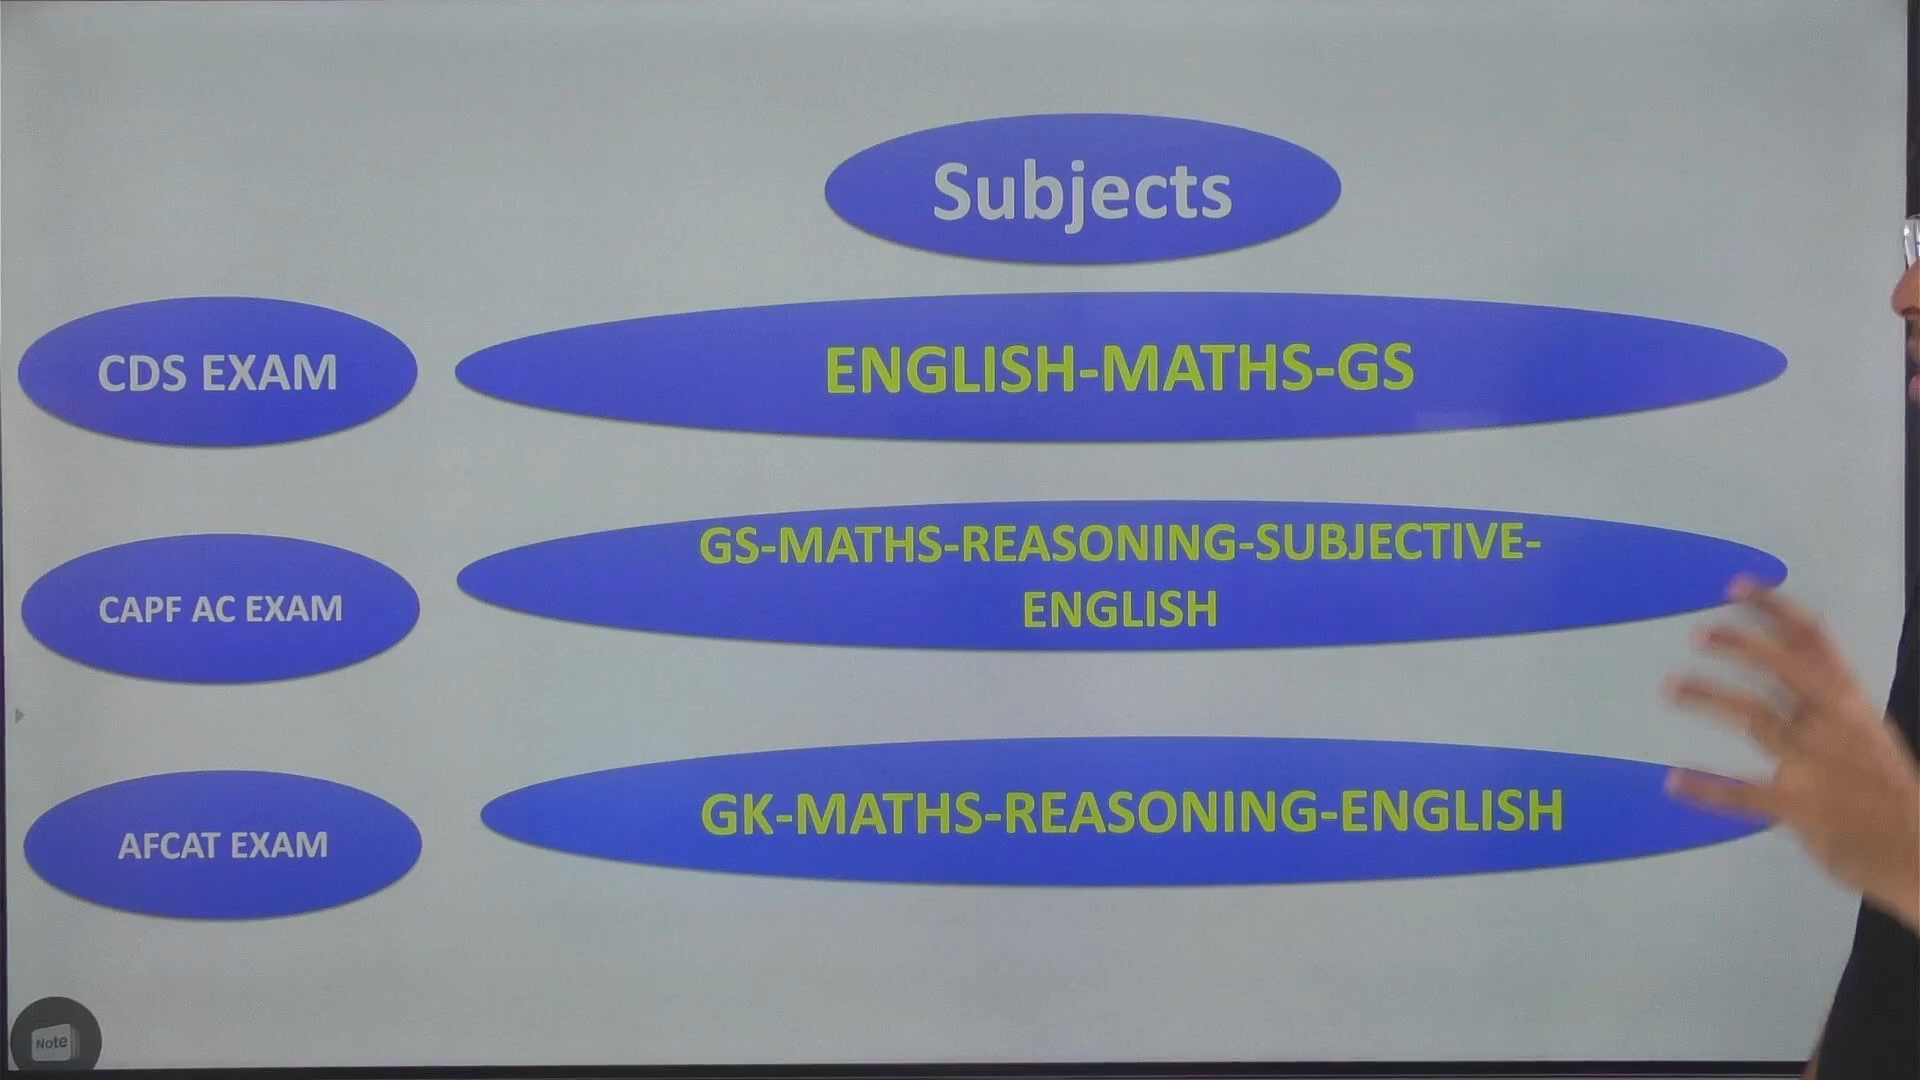 Subjects
CDS EXAM
ENGLISH-MATHS-GS
CAPF AC EXAM
GS-MATHS-REASONING-SUBJECTIVE-
ENGLISH
AFCAT EXAM
GK-MATHS-REASONING-ENGLISH
Note